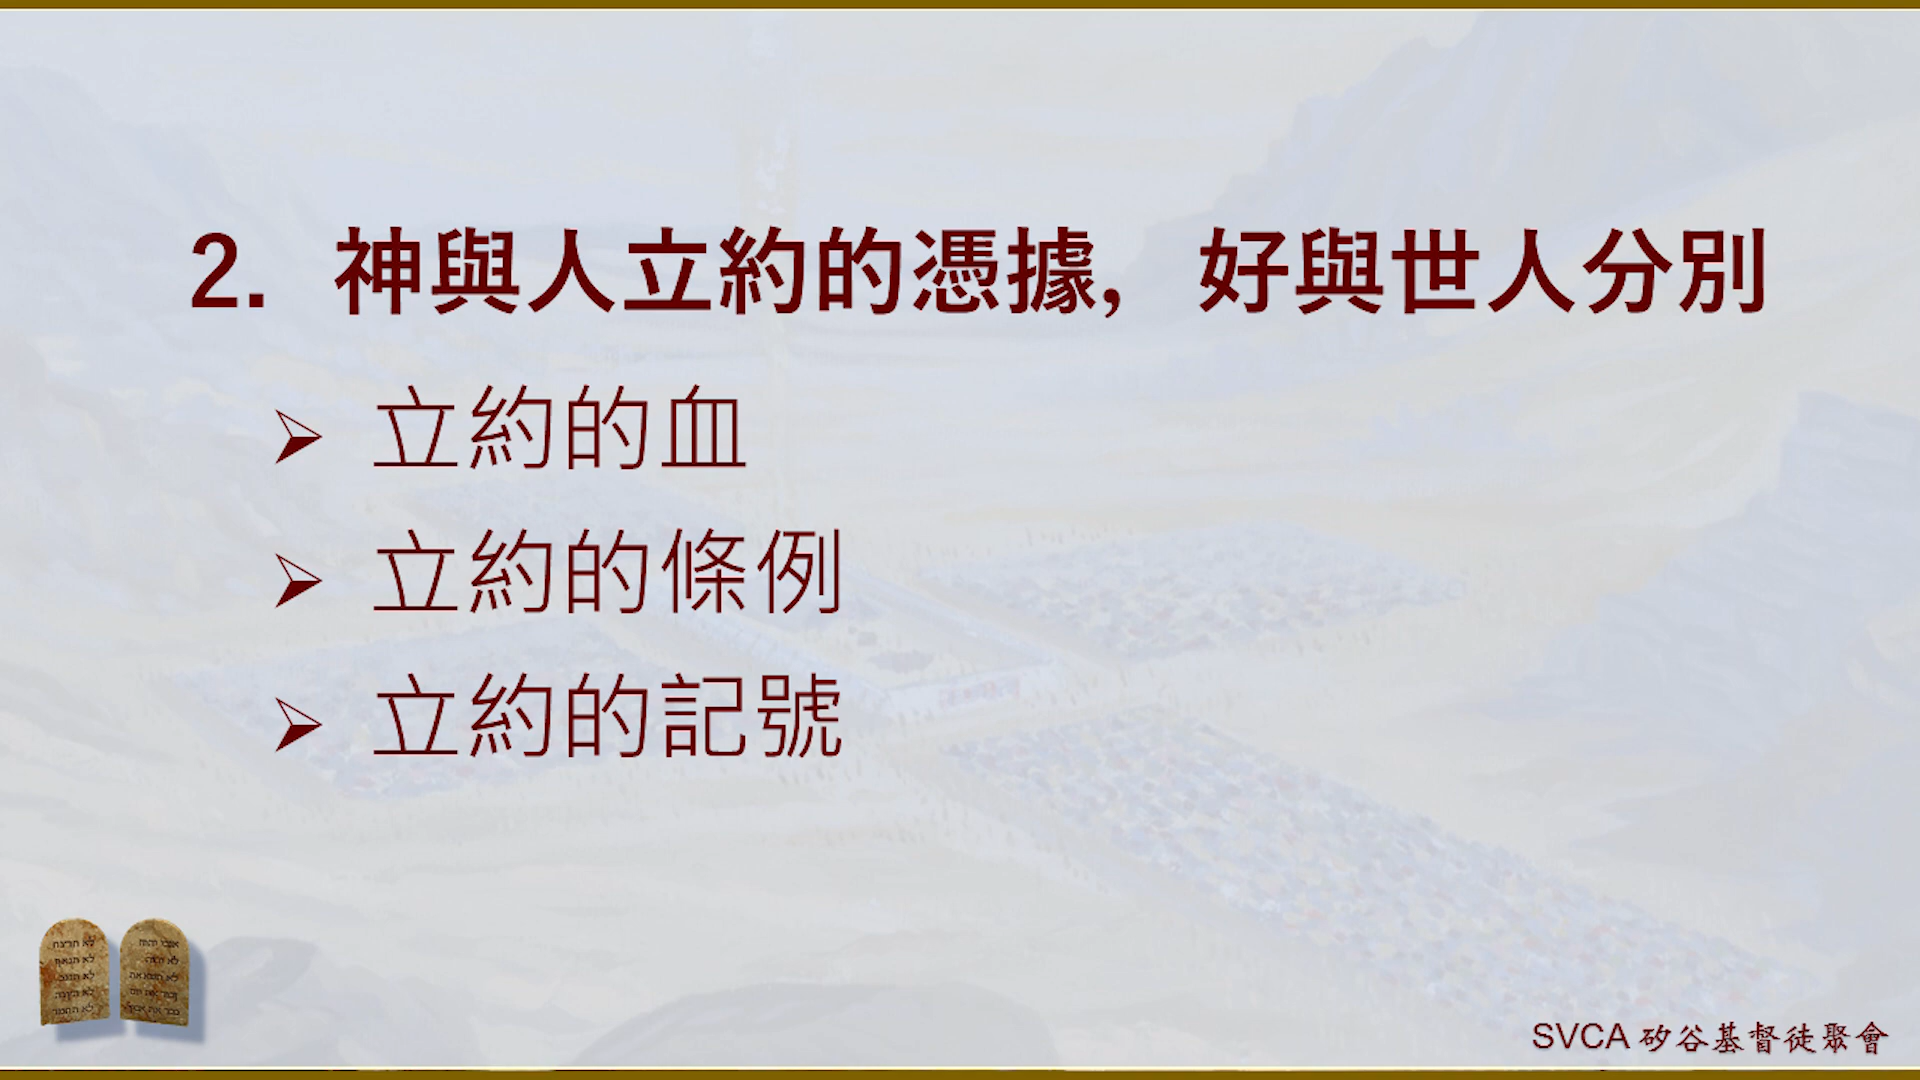 2. 神與人立約的憑據, 好與世人分別
➢ 立約的血
➢ 立約的條例
➢ 立約的記號
SVCA 矽谷基督徒聚會